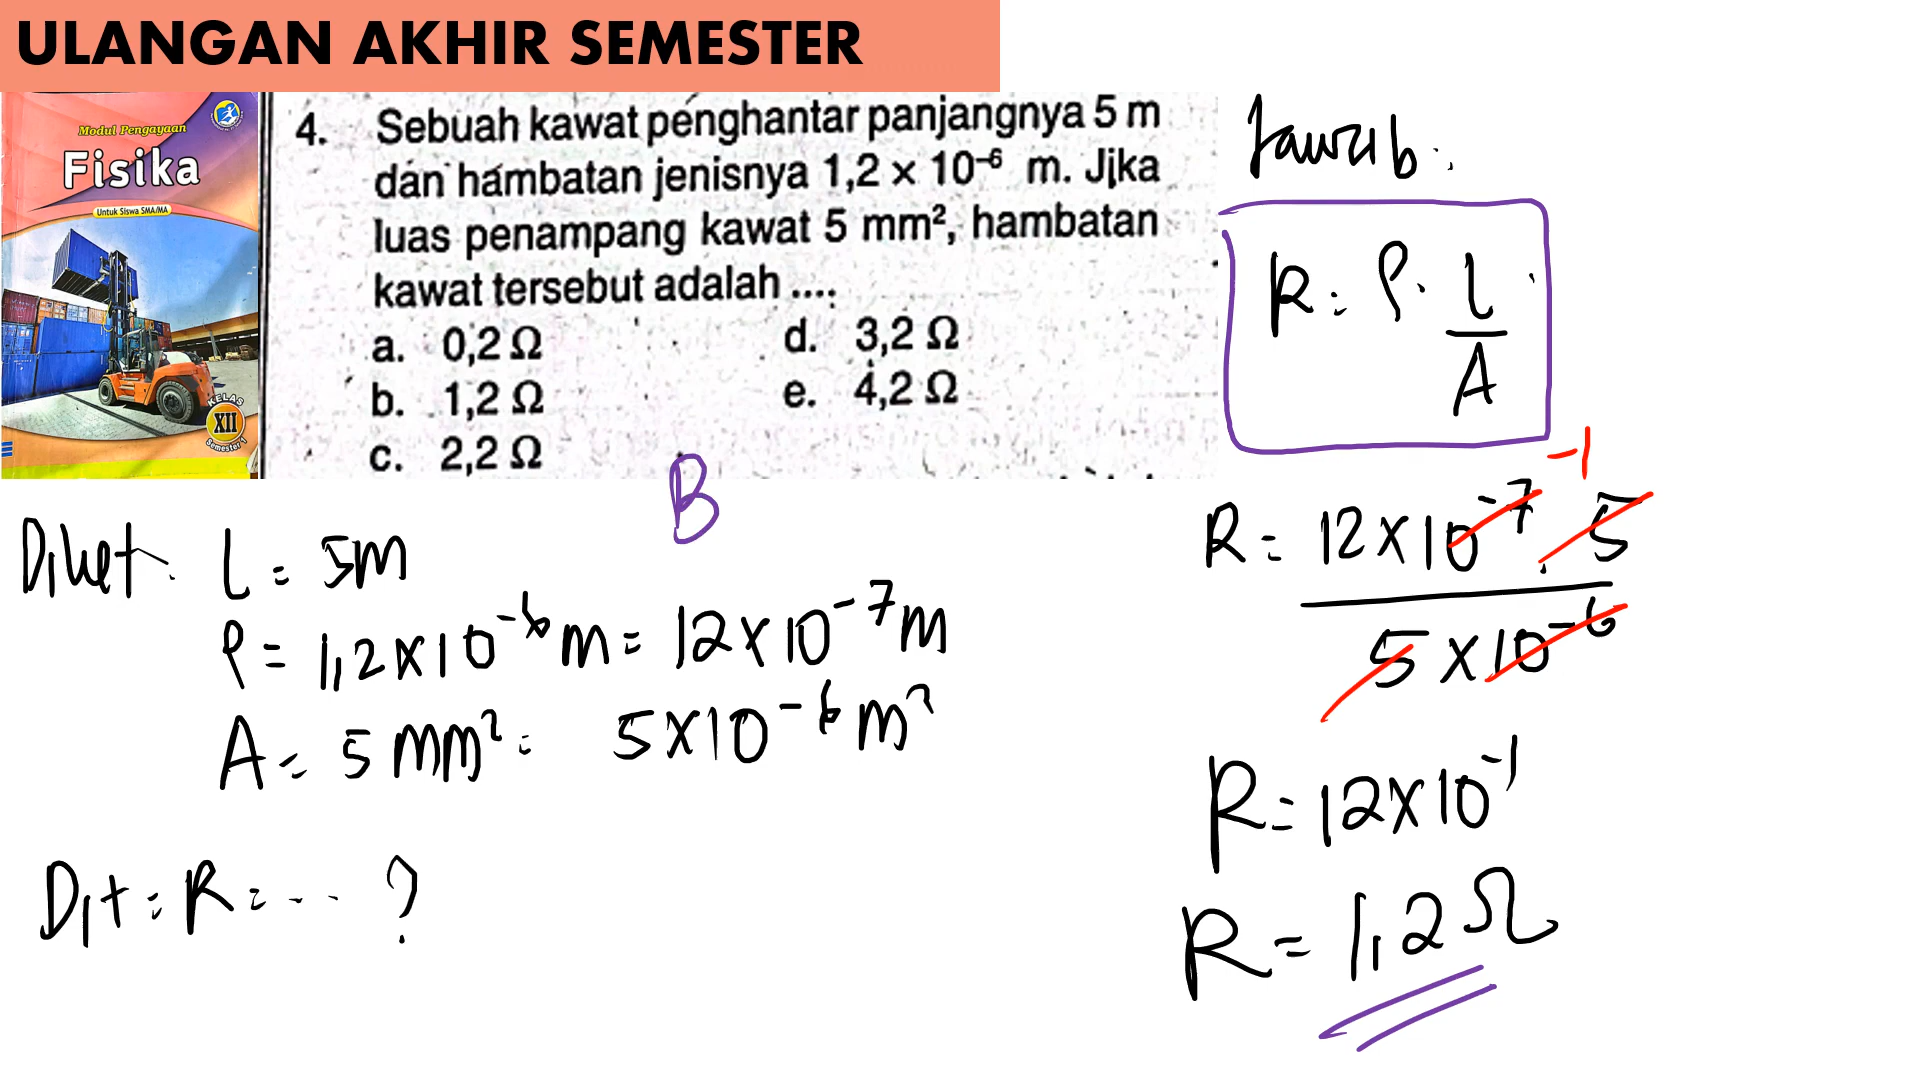 ULANGAN AKHIR SEMESTER
Modul Pengayaan
Fisika
Untuk Siswa SMA/MA
KELAS
XII
Semester 1
4. Sebuah kawat penghantar panjangnya 5 m
dan hambatan jenisnya 1,2 × 10⁻⁶ m. Jika
luas penampang kawat 5 mm², hambatan
kawat tersebut adalah ....
a. 0,2 Ω
b. 1,2 Ω
c. 2,2 Ω
d. 3,2 Ω
e. 4,2 Ω
B
Diket: l = 5m
ρ = 1,2×10⁻⁶ m = 12×10⁻⁷ m
A = 5 mm² = 5×10⁻⁶ m²
Dit = R = ... ?
Jawab :
R = ρ . l
A
-1
R = 12×10⁻⁷ . 5
5×10⁻⁶
R = 12×10⁻¹
R = 1,2 Ω